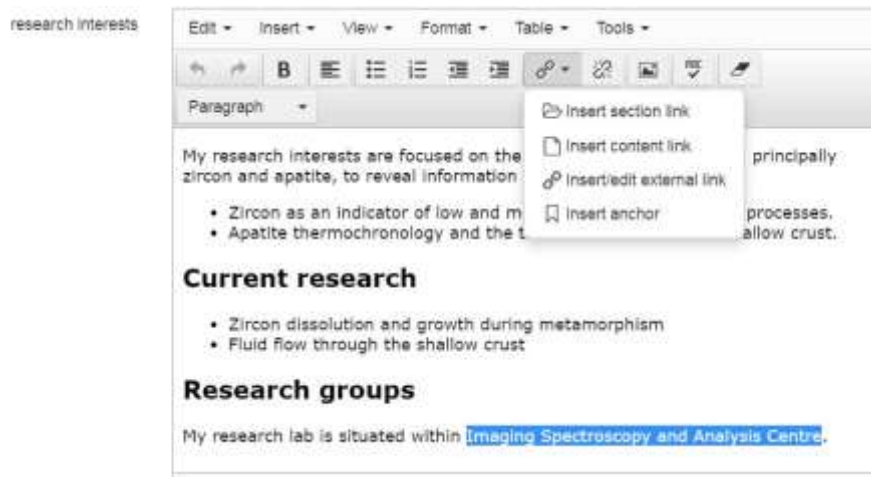 research interests
Edit Insert View Format Table Tools
B
Paragraph
Insert section link
Insert content link
Insert/edit external link
Insert anchor
My research interests are focused on the principally
zircon and apatite, to reveal information
Zircon as an indicator of low and m processes.
Apatite thermochronology and the t allow crust.
Current research
Zircon dissolution and growth during metamorphism
Fluid flow through the shallow crust
Research groups
My research lab is situated within Imaging Spectroscopy and Analysis Centre.